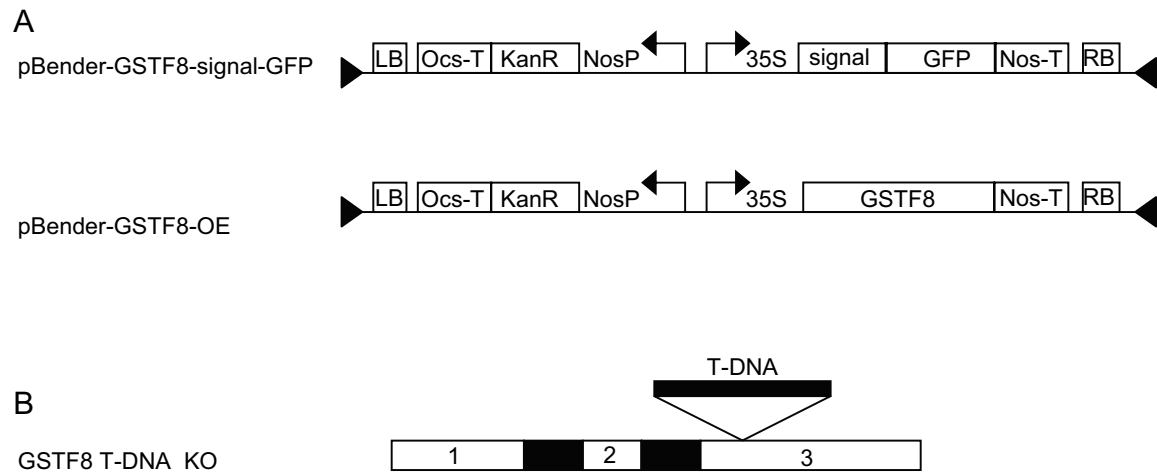 A
pBender-GSTF8-signal-GFP
LB Ocs-T KanR NosP 35S signal GFP Nos-T RB
pBender-GSTF8-OE
LB Ocs-T KanR NosP 35S GSTF8 Nos-T RB
B
T-DNA
GSTF8 T-DNA KO
1 2 3